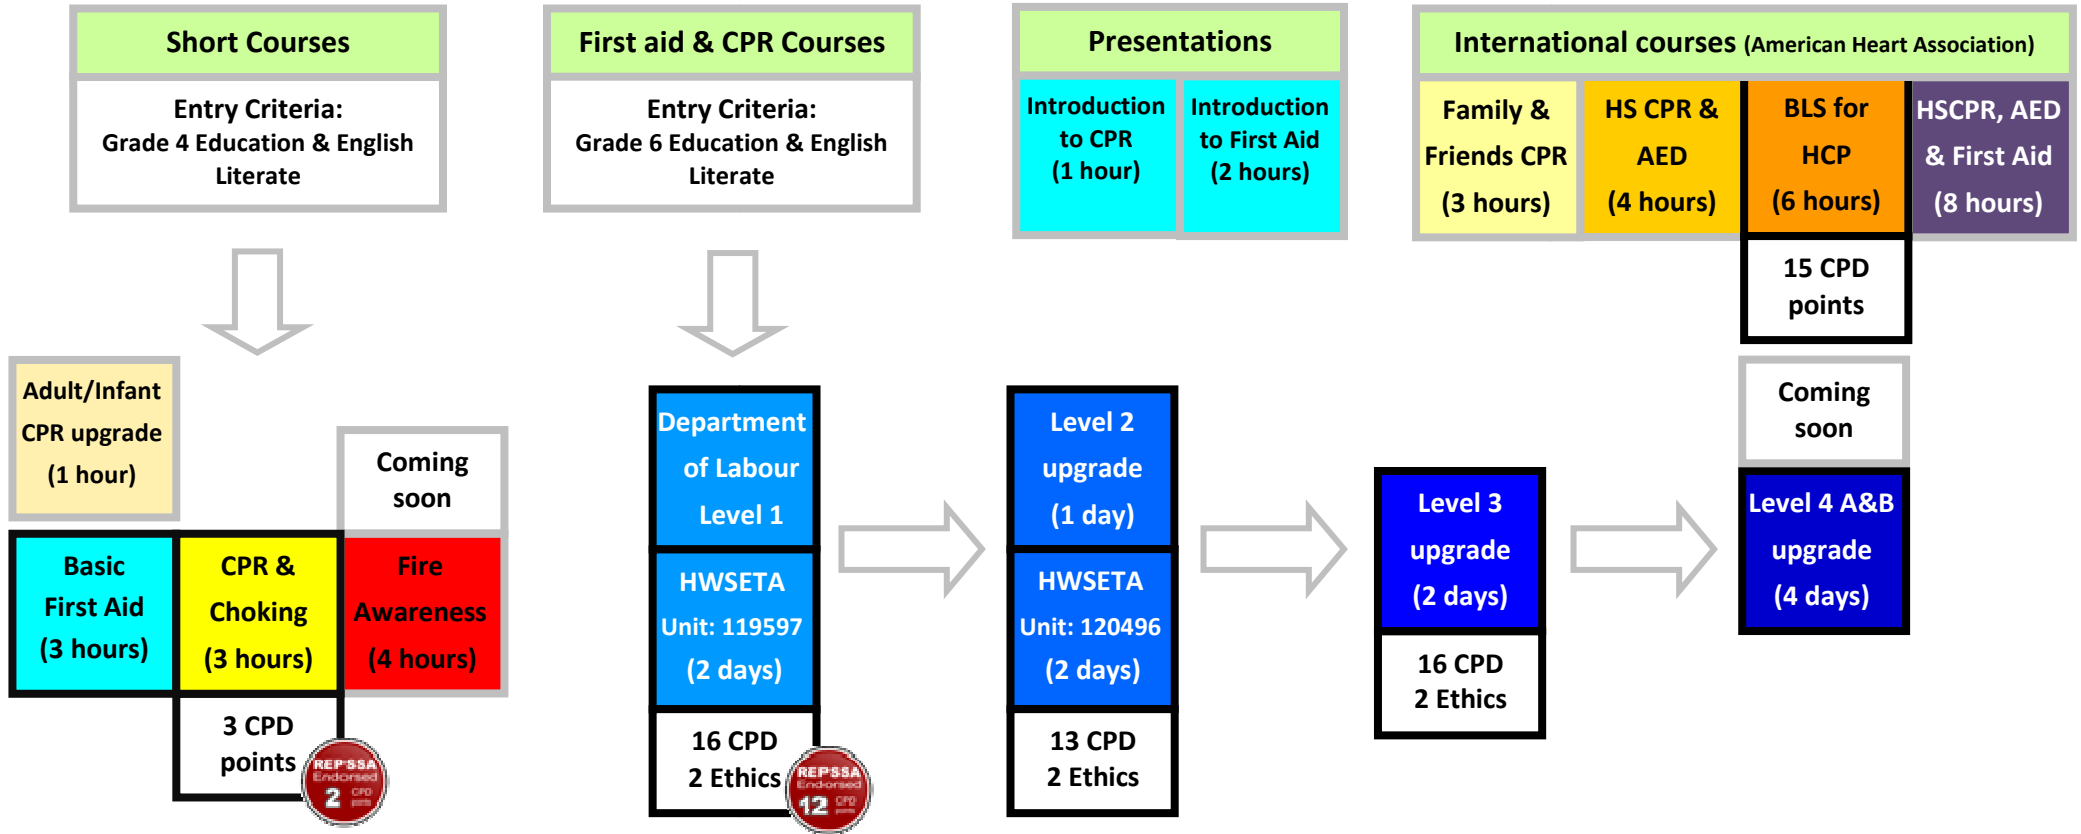 Short Courses
Entry Criteria:
Grade 4 Education & English
Literate
First aid & CPR Courses
Entry Criteria:
Grade 6 Education & English
Literate
Presentations
Introduction
to CPR
(1 hour)
Introduction
to First Aid
(2 hours)
International courses (American Heart Association)
Family &
Friends CPR
(3 hours)
HS CPR &
AED
(4 hours)
BLS for
HCP
(6 hours)
HSCPR, AED
& First Aid
(8 hours)
15 CPD
points
Adult/Infant
CPR upgrade
(1 hour)
Basic
First Aid
(3 hours)
CPR &
Choking
(3 hours)
Coming
soon
Fire
Awareness
(4 hours)
3 CPD
points
REPSSA
Endorsed
2 CPD
points
Department
of Labour
Level 1
HWSETA
Unit: 119597
(2 days)
16 CPD
2 Ethics
REPSSA
Endorsed
12 CPD
points
Level 2
upgrade
(1 day)
HWSETA
Unit: 120496
(2 days)
13 CPD
2 Ethics
Level 3
upgrade
(2 days)
16 CPD
2 Ethics
Coming
soon
Level 4 A&B
upgrade
(4 days)